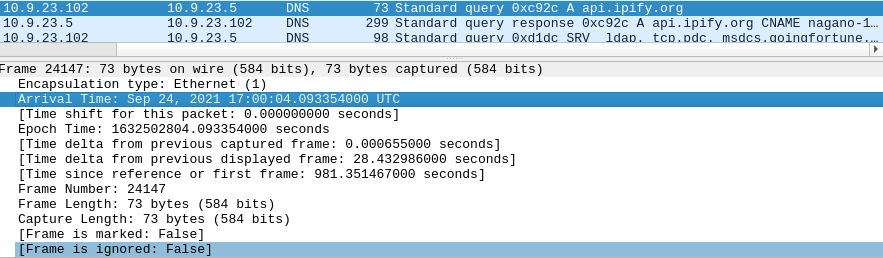 10.9.23.102 10.9.23.5 DNS 73 Standard query 0xc92c A api.ipify.org
10.9.23.5 10.9.23.102 DNS 299 Standard query response 0xc92c A api.ipify.org CNAME nagano-1…
10.9.23.102 10.9.23.5 DNS 98 Standard query 0xd1dc SRV _ldap._tcp.pdc._msdcs.goingfortune.…
Frame 24147: 73 bytes on wire (584 bits), 73 bytes captured (584 bits)
Encapsulation type: Ethernet (1)
Arrival Time: Sep 24, 2021 17:00:04.093354000 UTC
[Time shift for this packet: 0.000000000 seconds]
Epoch Time: 1632502804.093354000 seconds
[Time delta from previous captured frame: 0.000655000 seconds]
[Time delta from previous displayed frame: 28.432986000 seconds]
[Time since reference or first frame: 981.351467000 seconds]
Frame Number: 24147
Frame Length: 73 bytes (584 bits)
Capture Length: 73 bytes (584 bits)
[Frame is marked: False]
[Frame is ignored: False]